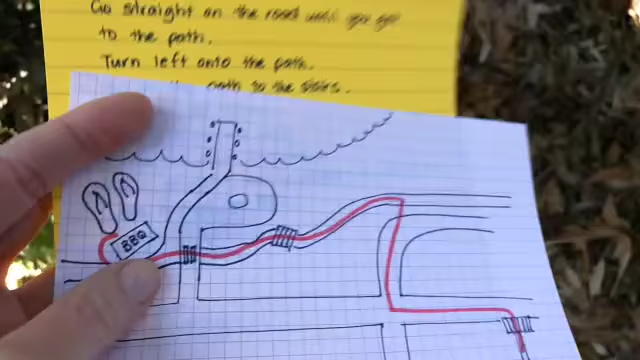 Go straight on the road until you get
to the path.
Turn left onto the path.
path to the stairs.
BBQ